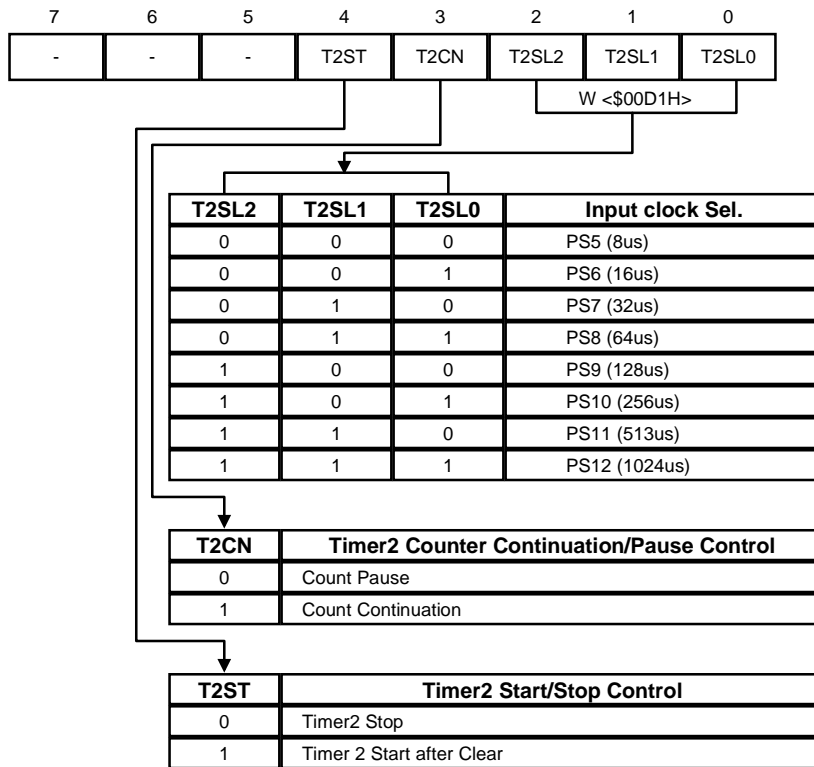 7 6 5 4 3 2 1 0
- - - T2ST T2CN T2SL2 T2SL1 T2SL0
W <$00D1H>
T2SL2 T2SL1 T2SL0 Input clock Sel.
0 0 0 PS5 (8us)
0 0 1 PS6 (16us)
0 1 0 PS7 (32us)
0 1 1 PS8 (64us)
1 0 0 PS9 (128us)
1 0 1 PS10 (256us)
1 1 0 PS11 (513us)
1 1 1 PS12 (1024us)
T2CN Timer2 Counter Continuation/Pause Control
0 Count Pause
1 Count Continuation
T2ST Timer2 Start/Stop Control
0 Timer2 Stop
1 Timer 2 Start after Clear